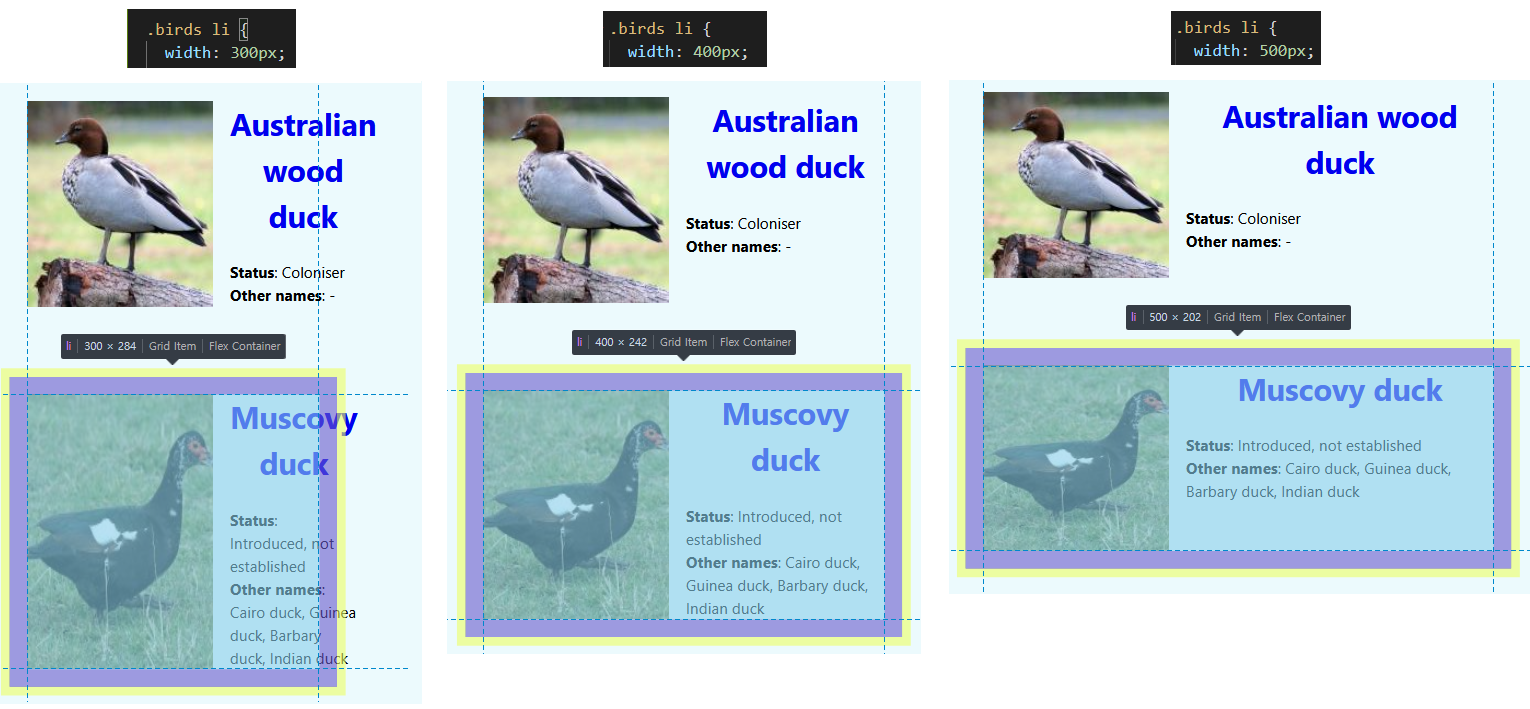 .birds li {
width: 300px;
Australian
wood
duck
Status: Coloniser
Other names: -
li 300 × 284 Grid Item Flex Container
Muscovy
duck
Status:
Introduced, not
established
Other names:
Cairo duck, Guinea
duck, Barbary
duck, Indian duck
.birds li {
width: 400px;
Australian
wood duck
Status: Coloniser
Other names: -
li 400 × 242 Grid Item Flex Container
Muscovy
duck
Status: Introduced, not
established
Other names: Cairo duck,
Guinea duck, Barbary duck,
Indian duck
.birds li {
width: 500px;
Australian wood
duck
Status: Coloniser
Other names: -
li 500 × 202 Grid Item Flex Container
Muscovy duck
Status: Introduced, not established
Other names: Cairo duck, Guinea duck,
Barbary duck, Indian duck